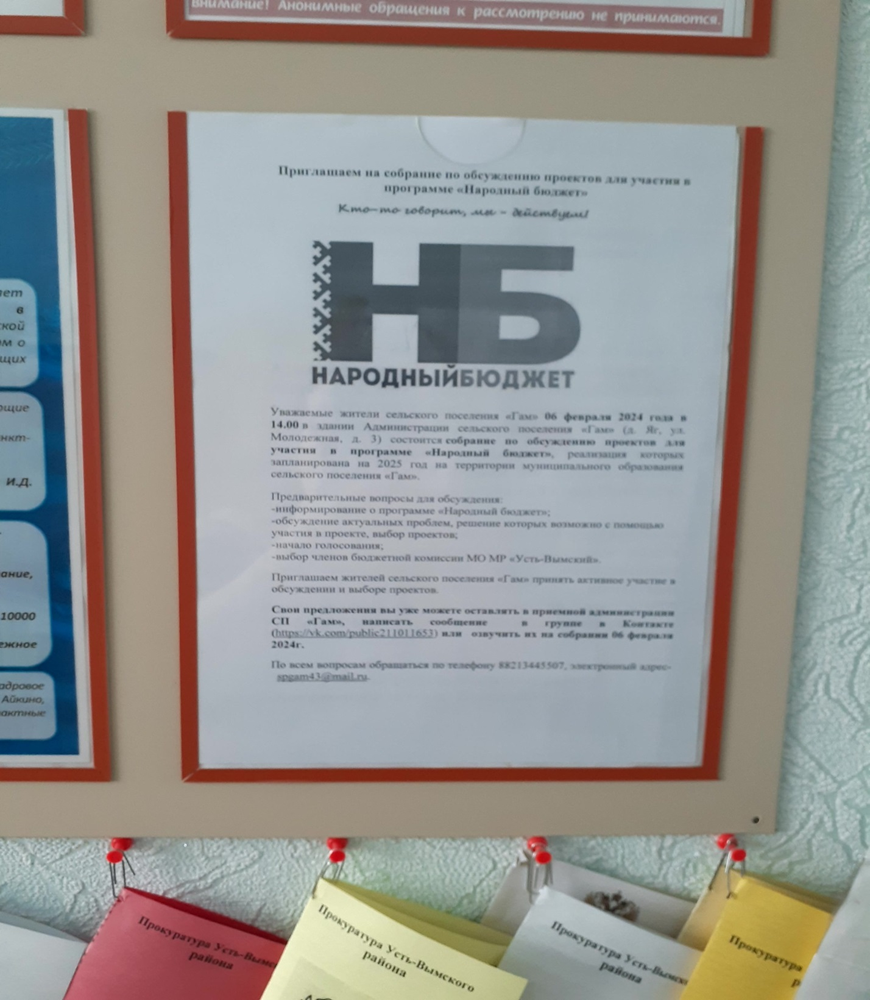 внимание! Анонимные обращения к рассмотрению не принимаются.
Приглашаем на собрание по обсуждению проектов для участия в
программе «Народный бюджет»
Кто-то говорит, мы - действуем!
НБ
НАРОДНЫЙБЮДЖЕТ
Уважаемые жители сельского поселения «Гам» 06 февраля 2024 года в
14.00 в здании Администрации сельского поселения «Гам» (д. Яг, ул.
Молодежная, д. 3) состоится собрание по обсуждению проектов для
участия в программе «Народный бюджет», реализация которых
запланирована на 2025 год на территории муниципального образования
сельского поселения «Гам».
Предварительные вопросы для обсуждения:
-информирование о программе «Народный бюджет»;
-обсуждение актуальных проблем, решение которых возможно с помощью
участия в проекте, выбор проектов;
-начало голосования;
-выбор членов бюджетной комиссии МО МР «Усть-Вымский».
Приглашаем жителей сельского поселения «Гам» принять активное участие в
обсуждении и выборе проектов.
Свои предложения вы уже можете оставлять в приемной администрации
СП «Гам», написать сообщение в группе в Контакте
(https://vk.com/public211011653) или озвучить их на собрании 06 февраля
2024г.
По всем вопросам обращаться по телефону 88213445507, электронный адрес-
spgam43@mail.ru.
в
ской
м о
щих
ющие
нкт-
И.Д.
ание,
10000
ежное
адровое
Айкино,
актные
Прокуратура Усть-Вымс
района
Прокуратура Усть-Вымского
района
Прокуратура Усть-Вымск
района
Прокуратура
р